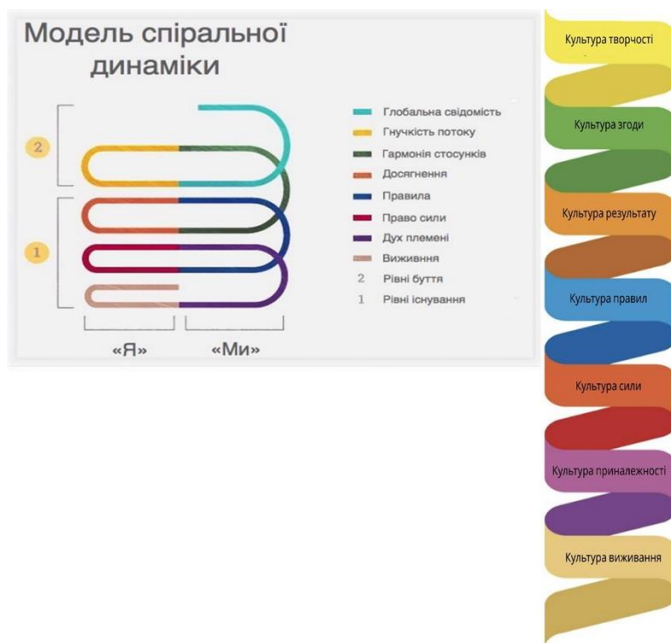 Модель спіральної
динаміки
2
1
«Я»
«Ми»
Глобальна свідомість
Гнучкість потоку
Гармонія стосунків
Досягнення
Правила
Право сили
Дух племені
Виживння
2 Рівні буття
1 Рівні існування
Культура творчості
Культура згоди
Культура результату
Культура правил
Культура сили
Культура приналежності
Культура виживання